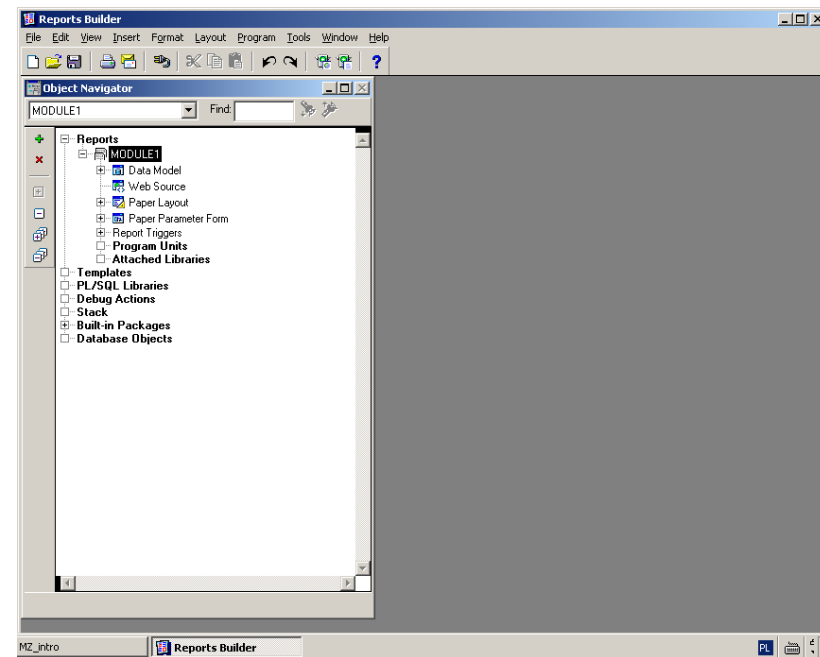 Reports Builder
File Edit View Insert Format Layout Program Tools Window Help
?
Object Navigator
MODULE1 Find:
Reports
MODULE1
Data Model
Web Source
Paper Layout
Paper Parameter Form
Report Triggers
Program Units
Attached Libraries
Templates
PL/SQL Libraries
Debug Actions
Stack
Built-in Packages
Database Objects
MZ_intro Reports Builder PL